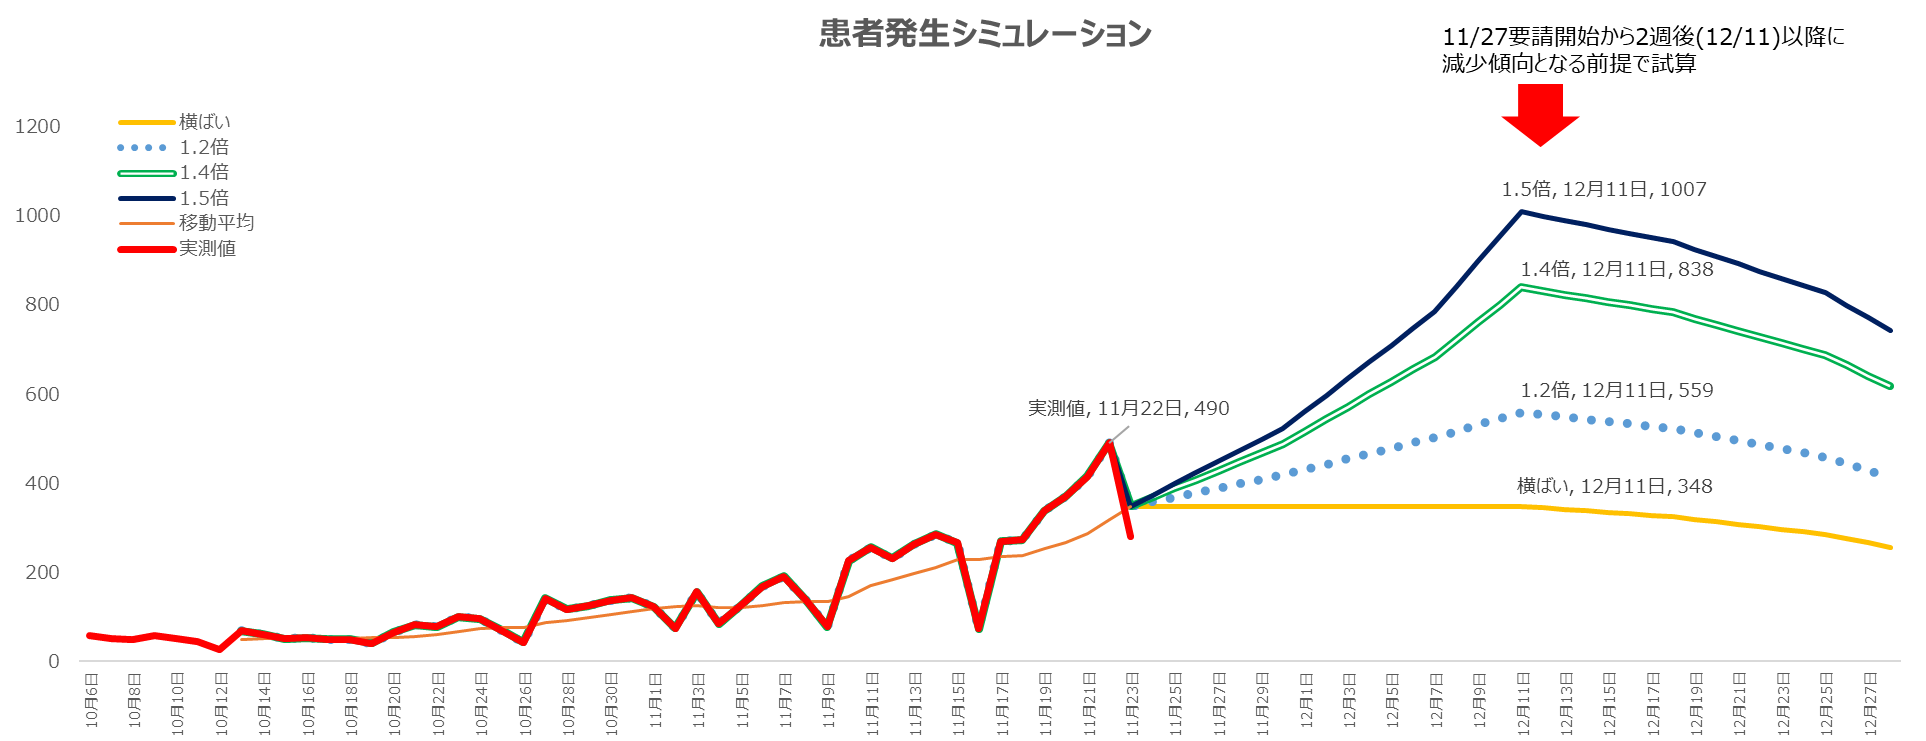 患者発生シミュレーション
11/27要請開始から2週後(12/11)以降に
減少傾向となる前提で試算
横ばい
1.2倍
1.4倍
1.5倍
移動平均
実測値
1200
1000
800
600
400
200
0
1.5倍, 12月11日, 1007
1.4倍, 12月11日, 838
1.2倍, 12月11日, 559
横ばい, 12月11日, 348
実測値, 11月22日, 490
10月6日
10月8日
10月10日
10月12日
10月14日
10月16日
10月18日
10月20日
10月22日
10月24日
10月26日
10月28日
10月30日
11月1日
11月3日
11月5日
11月7日
11月9日
11月11日
11月13日
11月15日
11月17日
11月19日
11月21日
11月23日
11月25日
11月27日
11月29日
12月1日
12月3日
12月5日
12月7日
12月9日
12月11日
12月13日
12月15日
12月17日
12月19日
12月21日
12月23日
12月25日
12月27日